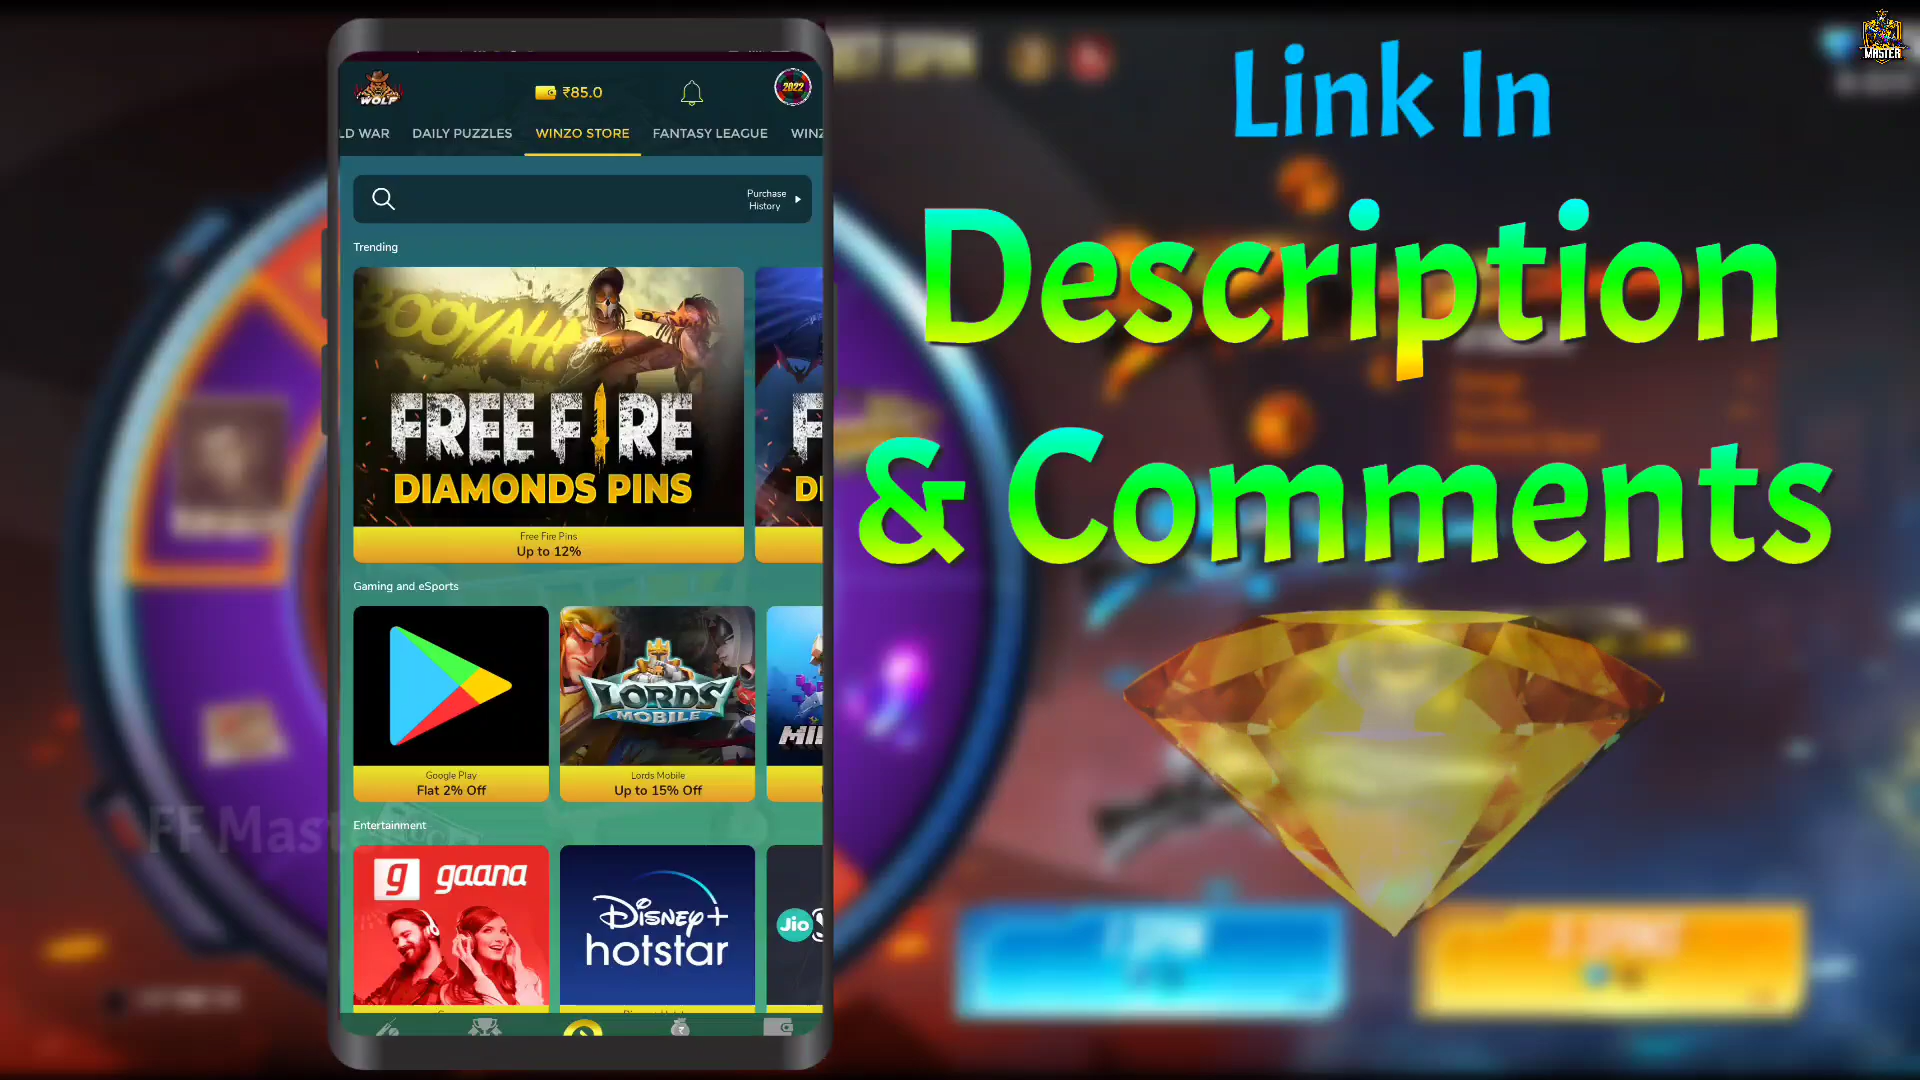 WOLF
₹85.0
2022
LD WAR
DAILY PUZZLES
WINZO STORE
FANTASY LEAGUE
WINZ
Purchase
History
Trending
BOOYAH!
FREE FIRE
DIAMONDS PINS
Free Fire Pins
Up to 12%
Gaming and eSports
Google Play
Flat 2% Off
LORDS
MOBILE
Lords Mobile
Up to 15% Off
Entertainment
g gaana
Disney+
hotstar
Jio
Link In
Description
& Comments
MASTER
FF Mast